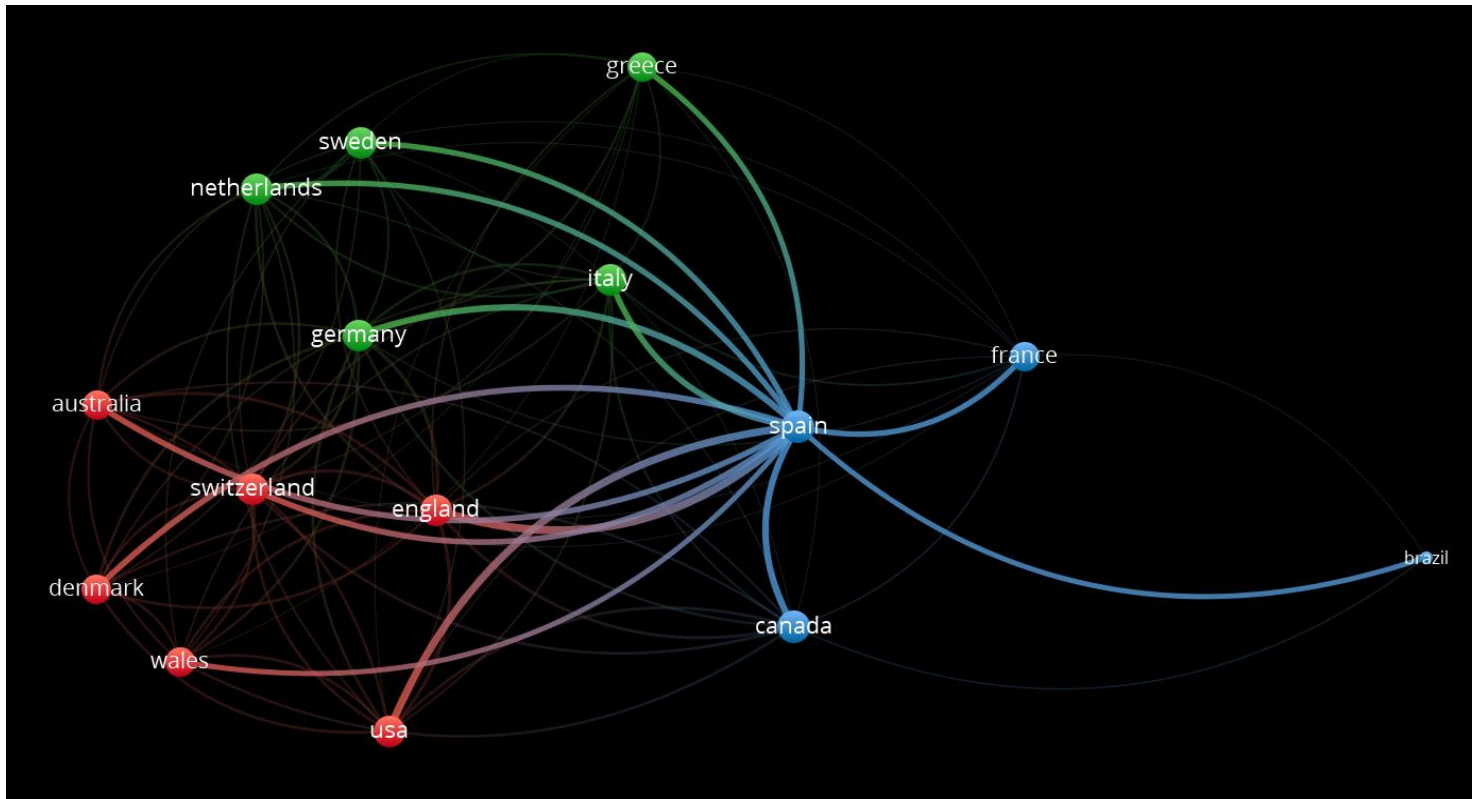 greece
sweden
netherlands
italy
germany
france
australia
spain
switzerland
england
brazil
denmark
canada
wales
usa